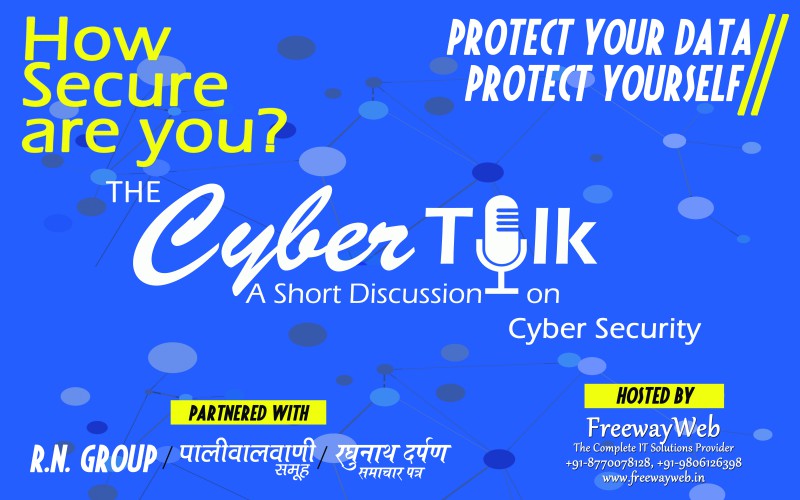 How
Secure
are you?
PROTECT YOUR DATA
PROTECT YOURSELF
THE
Cyber Talk
A Short Discussion on
Cyber Security
PARTNERED WITH
R.N. GROUP / पालीवालवाणी समूह / रघुनाथ दर्पण समाचार पत्र
HOSTED BY
FreewayWeb
The Complete IT Solutions Provider
+91-8770078128, +91-9806126398
www.freewayweb.in